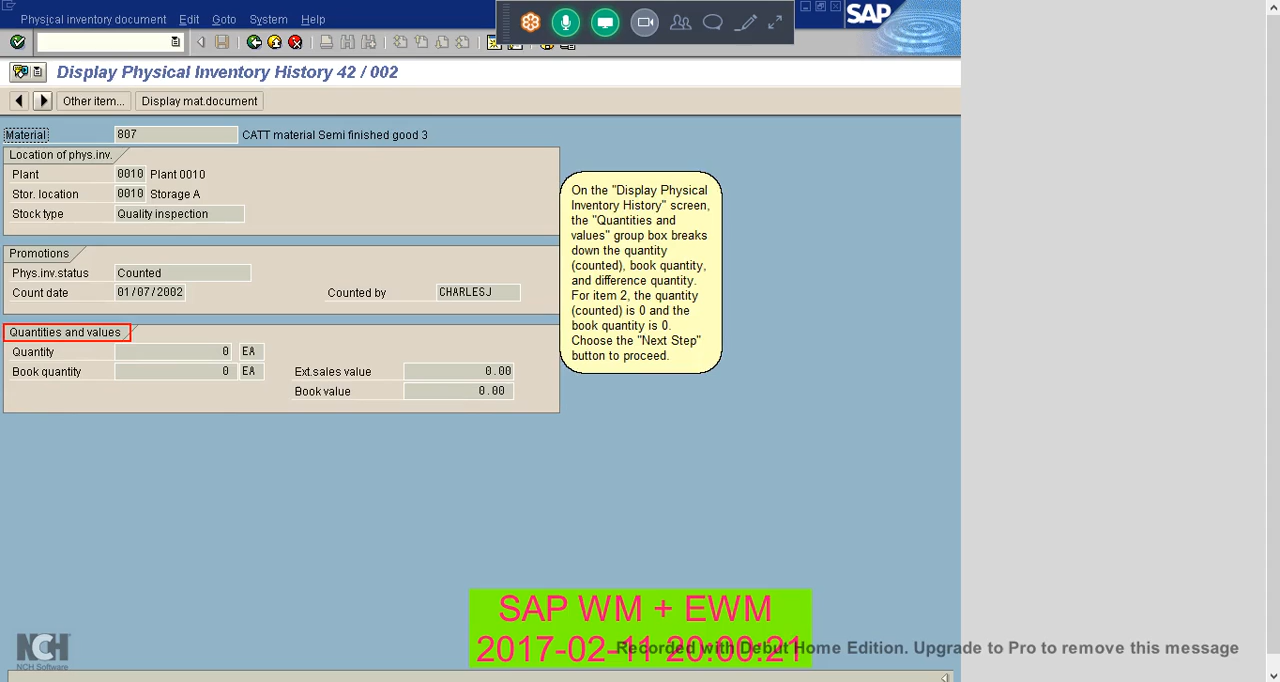 Physical inventory document Edit Goto System Help
SAP
Display Physical Inventory History 42 / 002
Other item... Display mat.document
Material 807 CATT material Semi finished good 3
Location of phys.inv.
Plant 0010 Plant 0010
Stor. location 0010 Storage A
Stock type Quality inspection
Promotions
Phys.inv.status Counted
Count date 01/07/2002 Counted by CHARLESJ
Quantities and values
Quantity 0 EA
Book quantity 0 EA Ext.sales value 0.00
Book value 0.00
On the "Display Physical
Inventory History" screen,
the "Quantities and
values" group box breaks
down the quantity
(counted), book quantity,
and difference quantity.
For item 2, the quantity
(counted) is 0 and the
book quantity is 0.
Choose the "Next Step"
button to proceed.
SAP WM + EWM
2017-02-11 20:00:21
Recorded with Debut Home Edition. Upgrade to Pro to remove this message
NCH
NCH Software